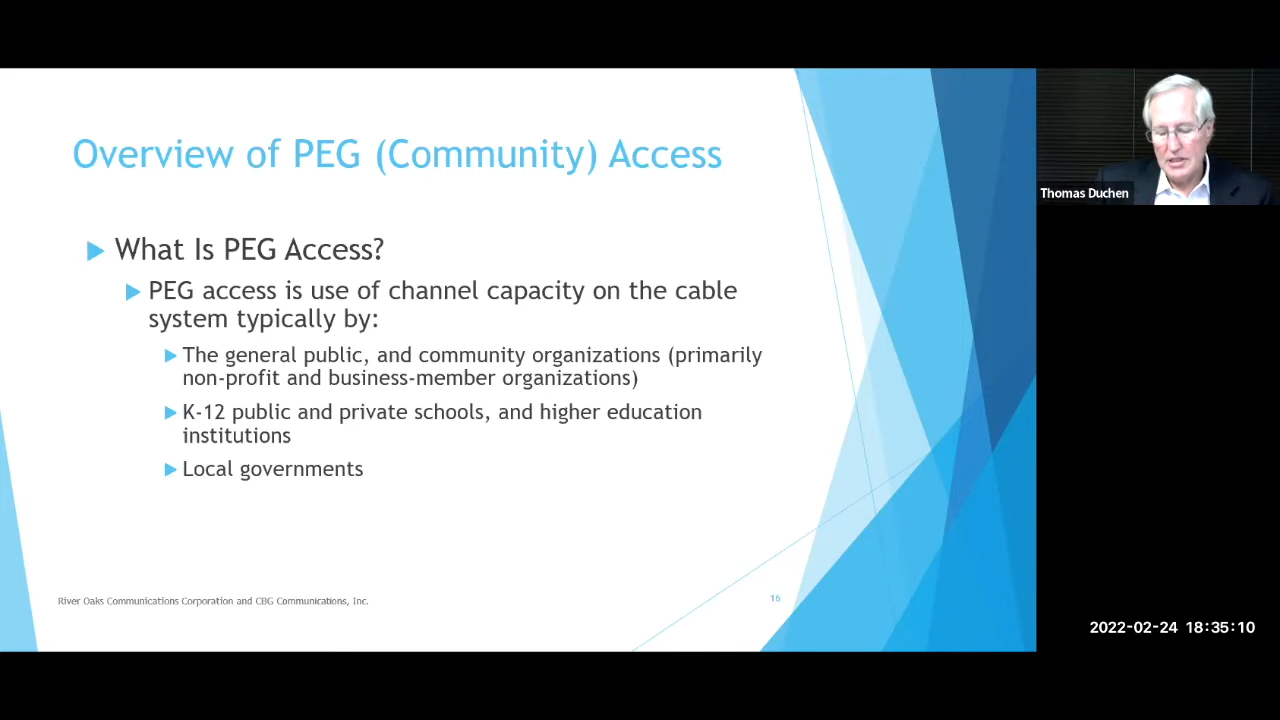 Overview of PEG (Community) Access
What Is PEG Access?
PEG access is use of channel capacity on the cable
system typically by:
The general public, and community organizations (primarily
non-profit and business-member organizations)
K-12 public and private schools, and higher education
institutions
Local governments
River Oaks Communications Corporation and CBG Communications, Inc.
16
Thomas Duchen
2022-02-24 18:35:10